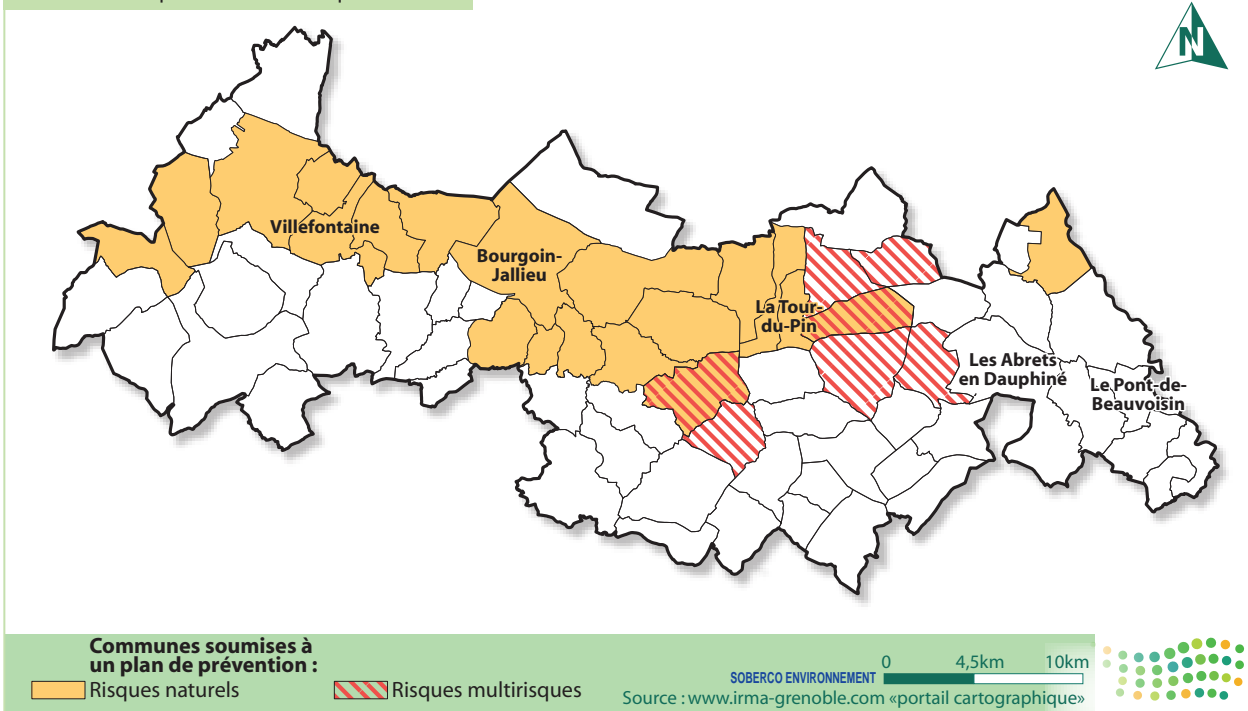 N
Villefontaine
Bourgoin-
Jallieu
La Tour-
du-Pin
Les Abrets
en Dauphiné
Le Pont-de-
Beauvoisin
Communes soumises à
un plan de prévention :
Risques naturels
Risques multirisques
SOBERCO ENVIRONNEMENT
0 4,5km 10km
Source : www.irma-grenoble.com «portail cartographique»